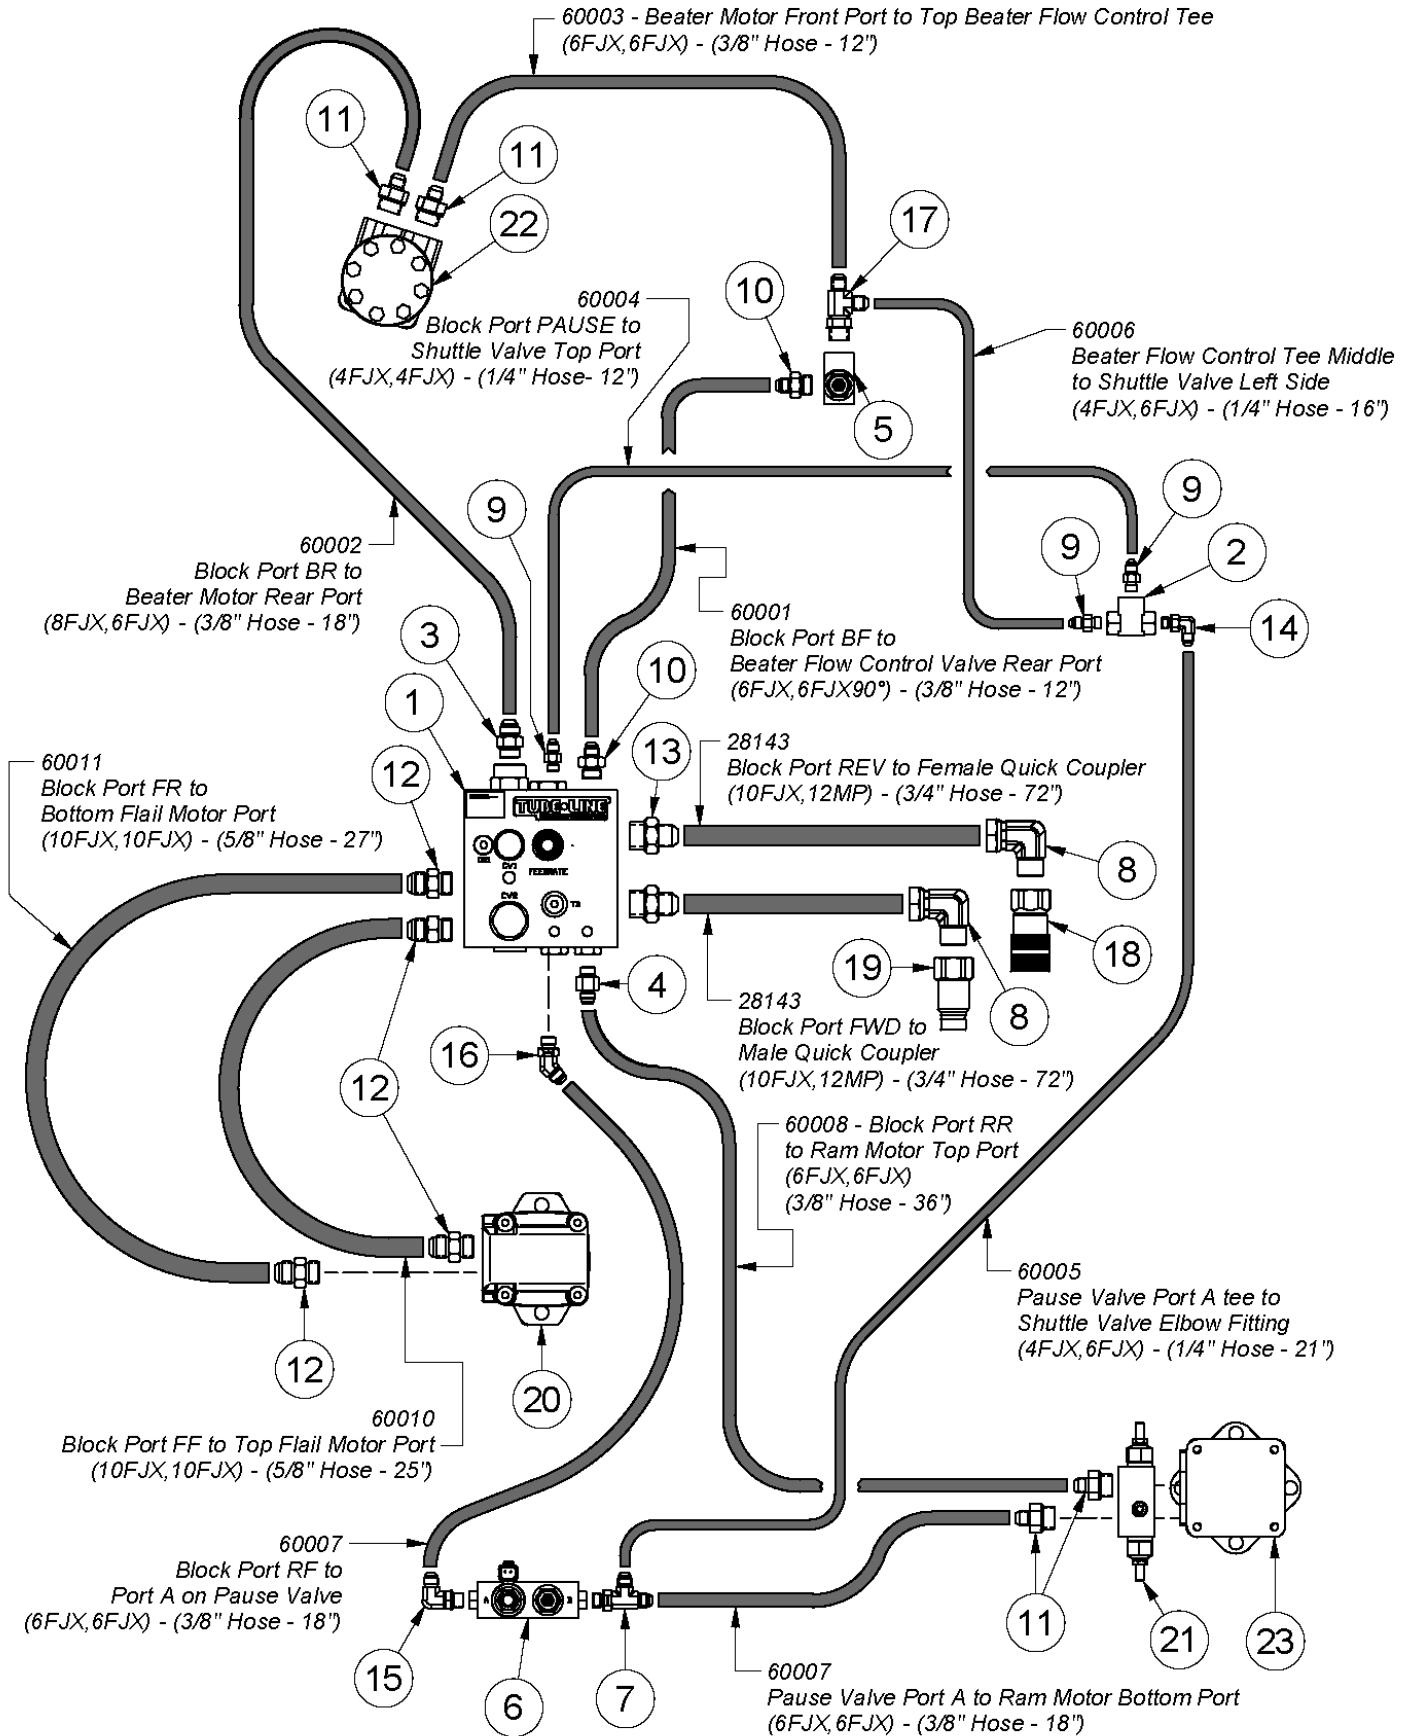 60003 - Beater Motor Front Port to Top Beater Flow Control Tee
(6FJX,6FJX) - (3/8" Hose - 12")
11
11
22
17
10
60004
Block Port PAUSE to
Shuttle Valve Top Port
(4FJX,4FJX) - (1/4" Hose- 12")
60006
Beater Flow Control Tee Middle
to Shuttle Valve Left Side
(4FJX,6FJX) - (1/4" Hose - 16")
5
9
9
9
2
14
60002
Block Port BR to
Beater Motor Rear Port
(8FJX,6FJX) - (3/8" Hose - 18")
60001
Block Port BF to
Beater Flow Control Valve Rear Port
(6FJX,6FJX90°) - (3/8" Hose - 12")
3
10
1
60011
Block Port FR to
Bottom Flail Motor Port
(10FJX,10FJX) - (5/8" Hose - 27")
12
13
28143
Block Port REV to Female Quick Coupler
(10FJX,12MP) - (3/4" Hose - 72")
TUBE•LINE
CV1
FEEDRATE
CV2
T2
8
18
19
8
4
28143
Block Port FWD to
Male Quick Coupler
(10FJX,12MP) - (3/4" Hose - 72")
16
12
60008 - Block Port RR
to Ram Motor Top Port
(6FJX,6FJX)
(3/8" Hose - 36")
60005
Pause Valve Port A tee to
Shuttle Valve Elbow Fitting
(4FJX,6FJX) - (1/4" Hose - 21")
12
20
60010
Block Port FF to Top Flail Motor Port
(10FJX,10FJX) - (5/8" Hose - 25")
60007
Block Port RF to
Port A on Pause Valve
(6FJX,6FJX) - (3/8" Hose - 18")
15
6
7
11
21
23
60007
Pause Valve Port A to Ram Motor Bottom Port
(6FJX,6FJX) - (3/8" Hose - 18")